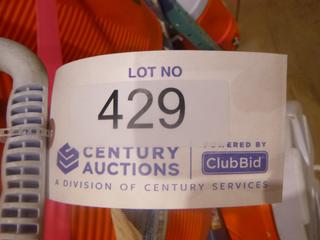 LOT NO
429
CENTURY AUCTIONS
POWERED BY
ClubBid
A DIVISION OF CENTURY SERVICES